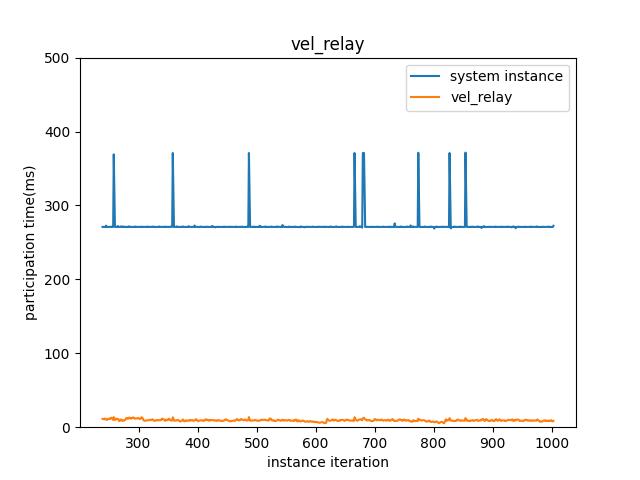 vel_relay
system instance
vel_relay
500
400
300
200
100
0
participation time(ms)
300 400 500 600 700 800 900 1000
instance iteration